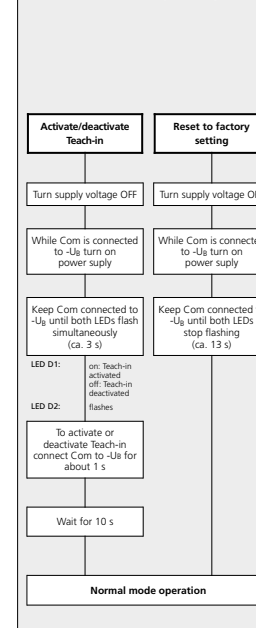 Activate/deactivate
Teach-in
Turn supply voltage OFF
While Com is connected
to -UB turn on
power suply
Keep Com connected to
-UB until both LEDs flash
simultaneously
(ca. 3 s)
LED D1:
on: Teach-in
activated
off: Teach-in
deactivated
LED D2:
flashes
To activate or
deactivate Teach-in
connect Com to -UB for
about 1 s
Wait for 10 s
Reset to factory
setting
Turn supply voltage
While Com is
to -UB turn on
power suply
Keep Com connected
-UB until both LEDs
stop flashing
(ca. 13 s)
Normal mode operation